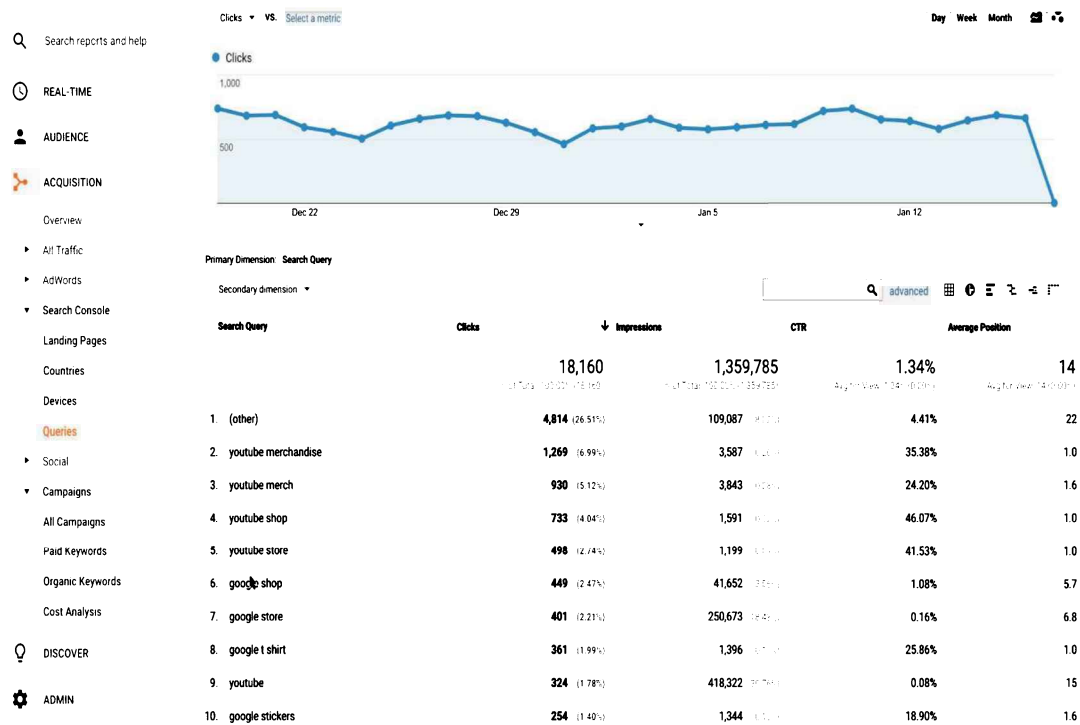 Clicks VS. Select a metric
Day Week Month
Search reports and help
Clicks
1,000
500
Dec 22 Dec 29 Jan 5 Jan 12
REAL-TIME
AUDIENCE
ACQUISITION
Overview
All Traffic
AdWords
Search Console
Landing Pages
Countries
Devices
Queries
Social
Campaigns
All Campaigns
Paid Keywords
Organic Keywords
Cost Analysis
DISCOVER
ADMIN
Primary Dimension: Search Query
Secondary dimension
advanced
Search Query Clicks Impressions CTR Average Position
18,160 1,359,785 1.34% 14
1. (other) 4,814 (26.51%) 109,087 4.41% 22
2. youtube merchandise 1,269 (6.99%) 3,587 35.38% 1.0
3. youtube merch 930 (5.12%) 3,843 24.20% 1.6
4. youtube shop 733 (4.04%) 1,591 46.07% 1.0
5. youtube store 498 (2.74%) 1,199 41.53% 1.0
6. google shop 449 (2.47%) 41,652 1.08% 5.7
7. google store 401 (2.21%) 250,673 0.16% 6.8
8. google t shirt 361 (1.99%) 1,396 25.86% 1.0
9. youtube 324 (1.78%) 418,322 0.08% 15
10. google stickers 254 (1.40%) 1,344 18.90% 1.6